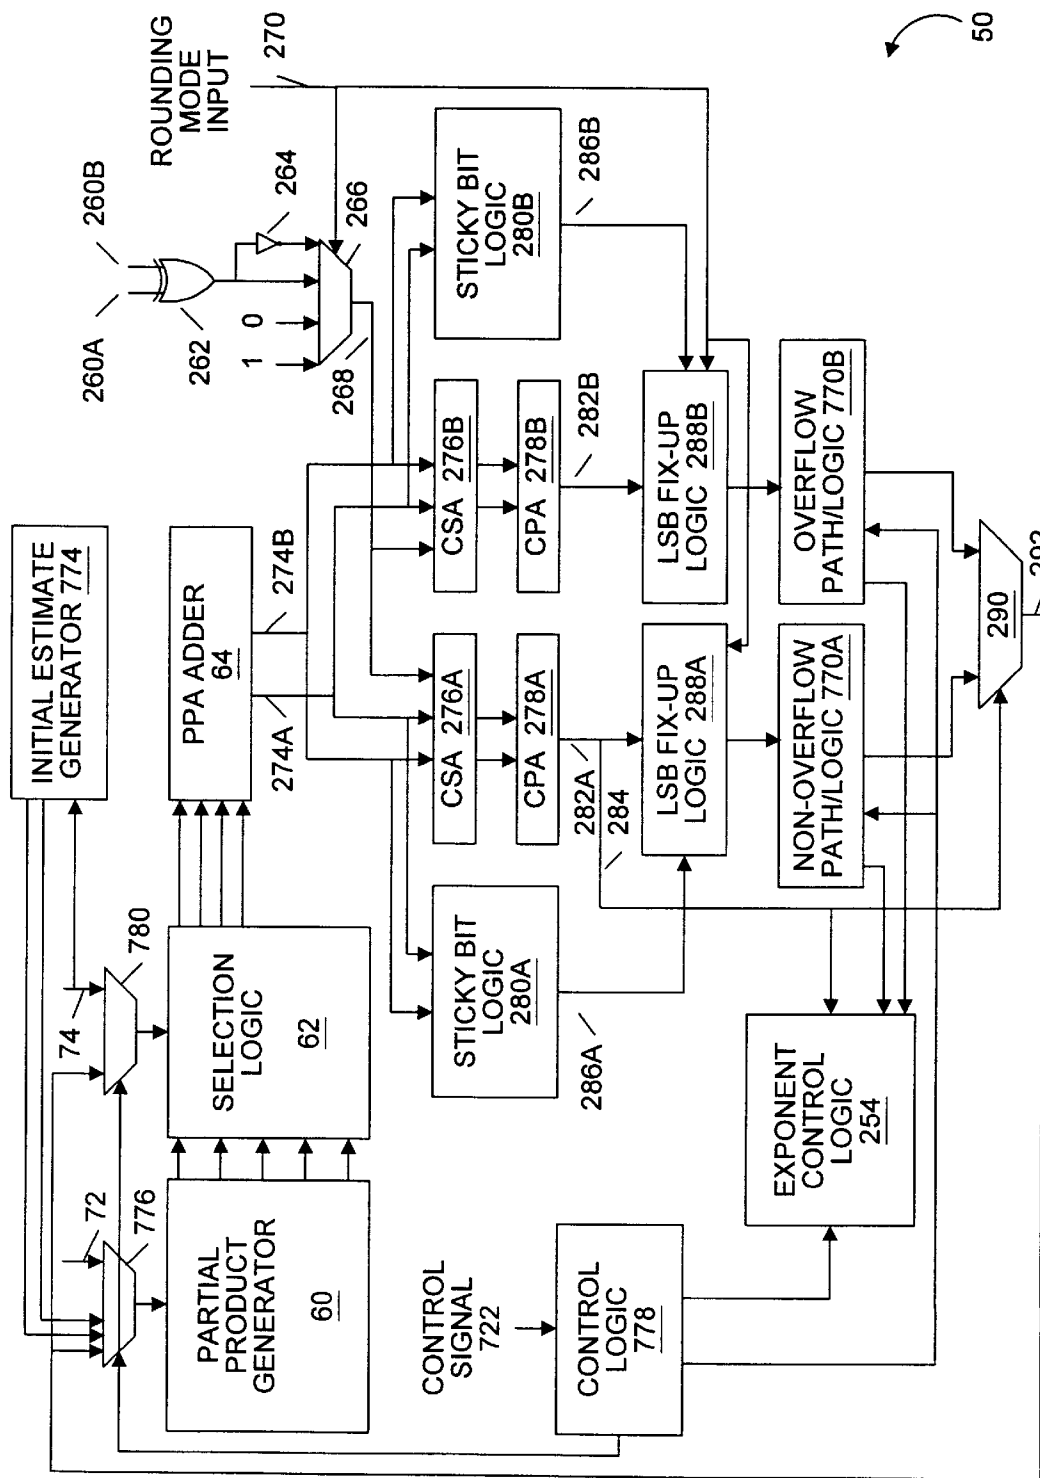 INITIAL ESTIMATE
GENERATOR 774
72
776
74
780
PARTIAL
PRODUCT
GENERATOR
60
SELECTION
LOGIC
62
PPA ADDER
64
274A
274B
260A
260B
262
264
1
0
266
268
ROUNDING
MODE
INPUT
270
STICKY BIT
LOGIC
280A
286A
CSA 276A
CPA 278A
282A
284
CSA 276B
CPA 278B
282B
STICKY BIT
LOGIC
280B
286B
CONTROL
SIGNAL
722
CONTROL
LOGIC
778
LSB FIX-UP
LOGIC 288A
LSB FIX-UP
LOGIC 288B
EXPONENT
CONTROL
LOGIC
254
NON-OVERFLOW
PATH/LOGIC 770A
OVERFLOW
PATH/LOGIC 770B
290
50